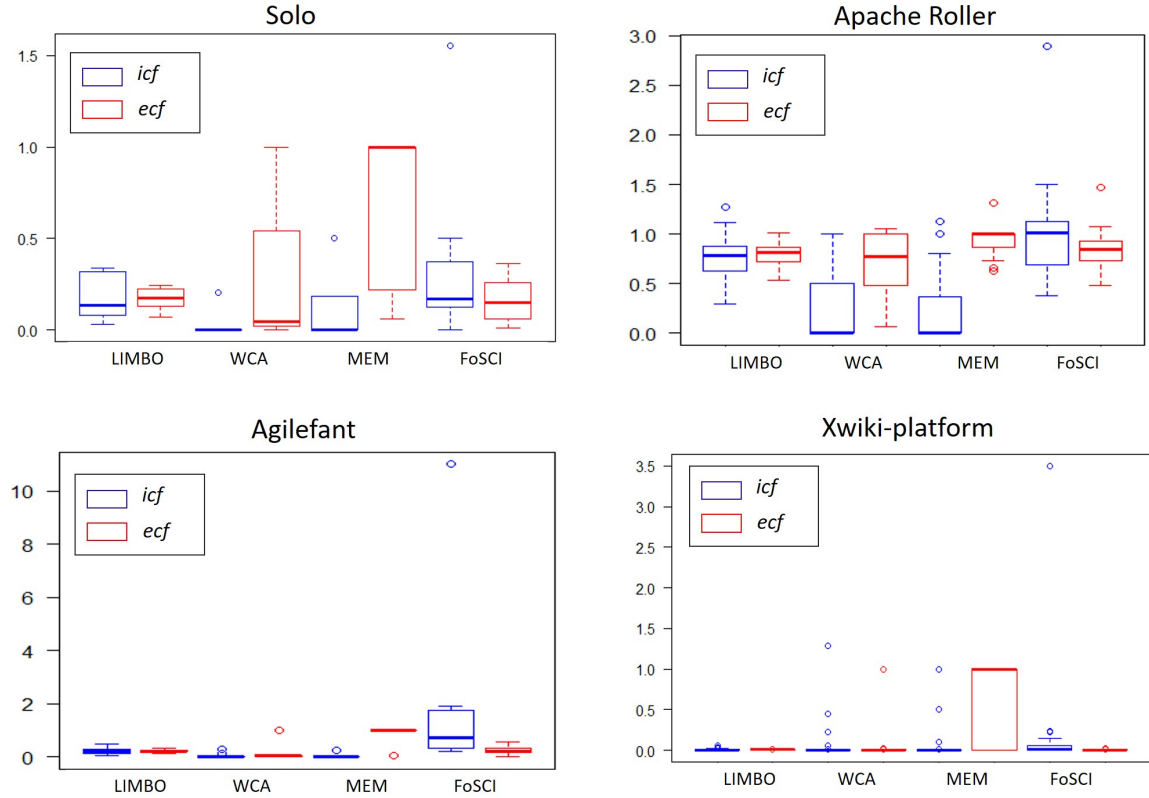 Solo
1.5
1.0
0.5
0.0
icf
ecf
LIMBO WCA MEM FoSCI
Apache Roller
3.0
2.5
2.0
1.5
1.0
0.5
0.0
icf
ecf
LIMBO WCA MEM FoSCI
Agilefant
10
8
6
4
2
0
icf
ecf
LIMBO WCA MEM FoSCI
Xwiki-platform
3.5
3.0
2.5
2.0
1.5
1.0
0.5
0.0
icf
ecf
LIMBO WCA MEM FoSCI